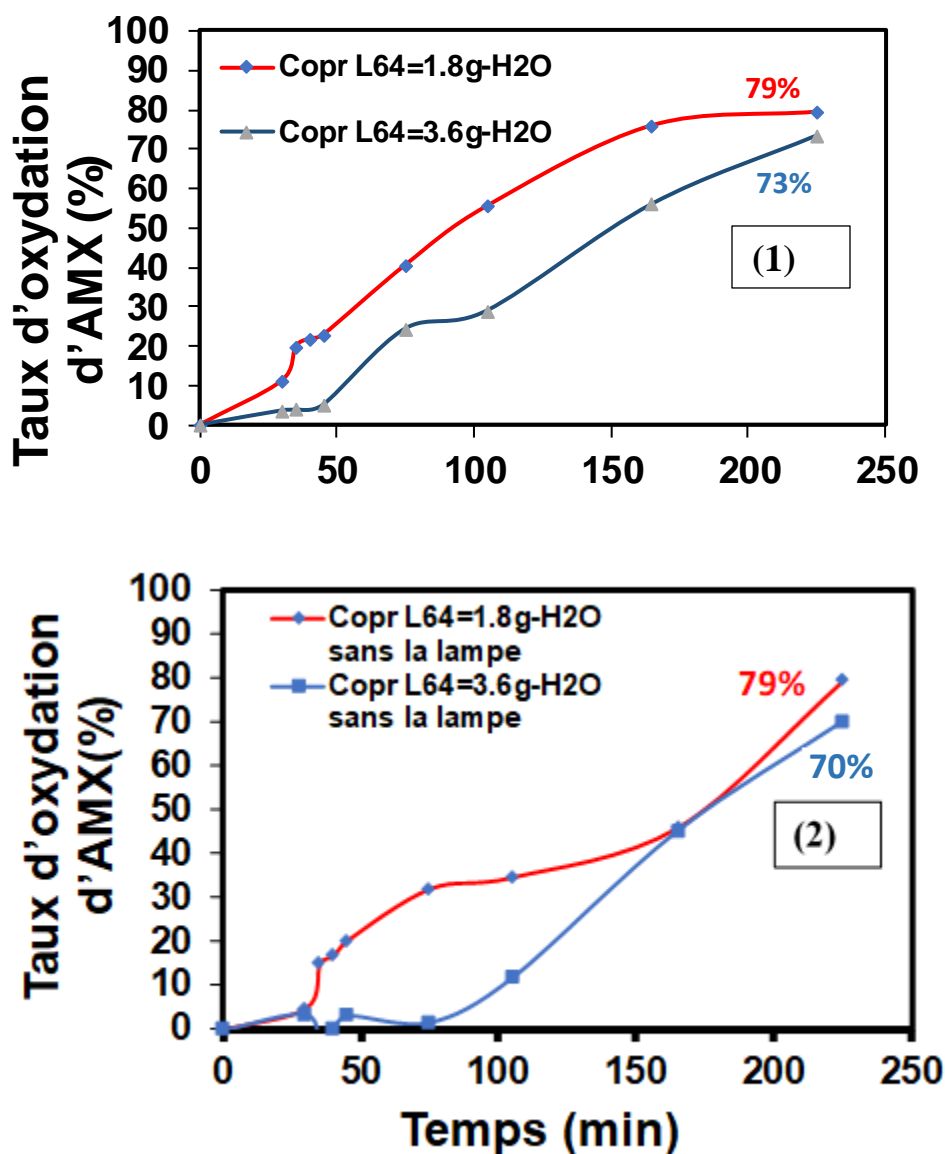 Taux d'oxydation
d'AMX (%)
100
90
80
70
60
50
40
30
20
10
0
Copr L64=1.8g-H2O
Copr L64=3.6g-H2O
79%
73%
(1)
0 50 100 150 200 250
Taux d'oxydation
d'AMX(%)
100
90
80
70
60
50
40
30
20
10
0
Copr L64=1.8g-H2O
sans la lampe
Copr L64=3.6g-H2O
sans la lampe
79%
70%
(2)
0 50 100 150 200 250
Temps (min)